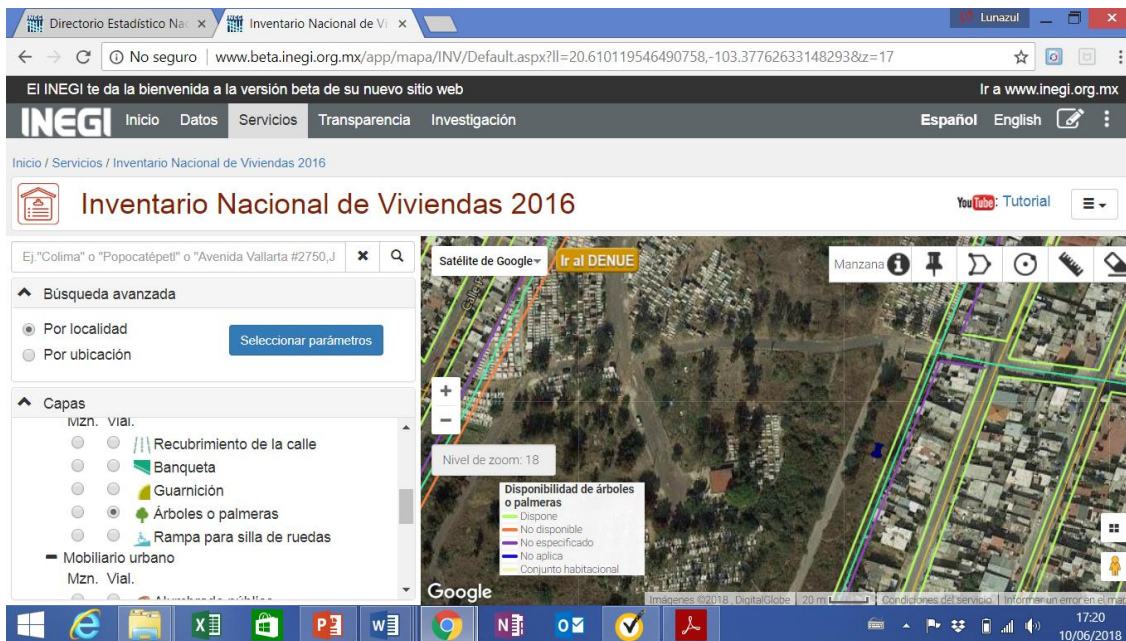 Directorio Estadístico Nac
Inventario Nacional de Vi
Lunazul
No seguro | www.beta.inegi.org.mx/app/mapa/INV/Default.aspx?ll=20.610119546490758,-103.37762633148293&z=17
El INEGI te da la bienvenida a la versión beta de su nuevo sitio web
Ir a www.inegi.org.mx
INEGI Inicio Datos Servicios Transparencia Investigación Español English
Inicio / Servicios / Inventario Nacional de Viviendas 2016
Inventario Nacional de Viviendas 2016
YouTube: Tutorial
Ej."Colima" o "Popocatépetl" o "Avenida Vallarta #2750,J
Búsqueda avanzada
Por localidad
Por ubicación
Seleccionar parámetros
Capas
Mzn. Vial.
Recubrimiento de la calle
Banqueta
Guarnición
Árboles o palmeras
Rampa para silla de ruedas
Mobiliario urbano
Mzn. Vial.
Satélite de Google
Ir al DENUE
Manzana
Nivel de zoom: 18
Disponibilidad de árboles
o palmeras
Dispone
No disponible
No especificado
No aplica
Conjunto habitacional
Google
Imágenes ©2018 , DigitalGlobe
20 m
Condiciones del servicio
Informar un error en el map
17:20
10/06/2018